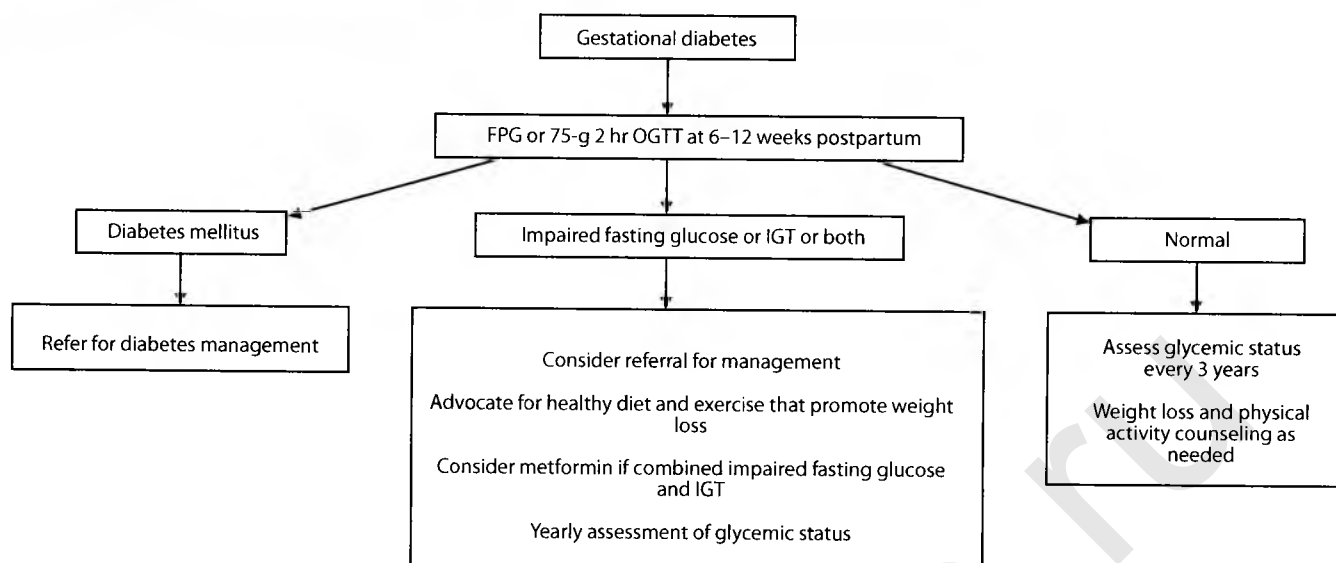 Gestational diabetes
FPG or 75-g 2 hr OGTT at 6–12 weeks postpartum
Diabetes mellitus
Impaired fasting glucose or IGT or both
Normal
Refer for diabetes management
Consider referral for management
Advocate for healthy diet and exercise that promote weight
loss
Consider metformin if combined impaired fasting glucose
and IGT
Yearly assessment of glycemic status
Assess glycemic status
every 3 years
Weight loss and physical
activity counseling as
needed
ru